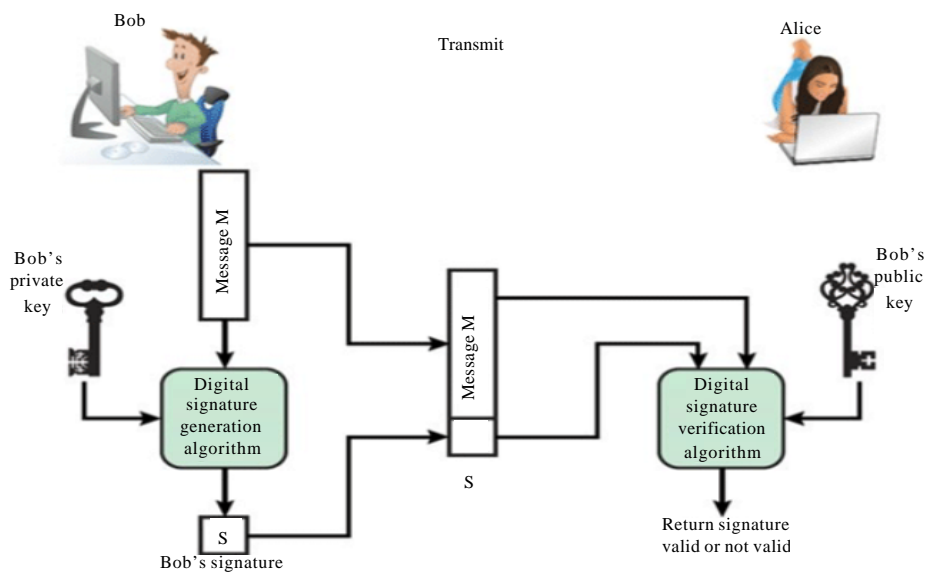 Bob
Transmit
Alice
Message M
Bob's
private
key
Message M
Bob's
public
key
Digital
signature
generation
algorithm
Digital
signature
verification
algorithm
S
S
Bob's signature
Return signature
valid or not valid